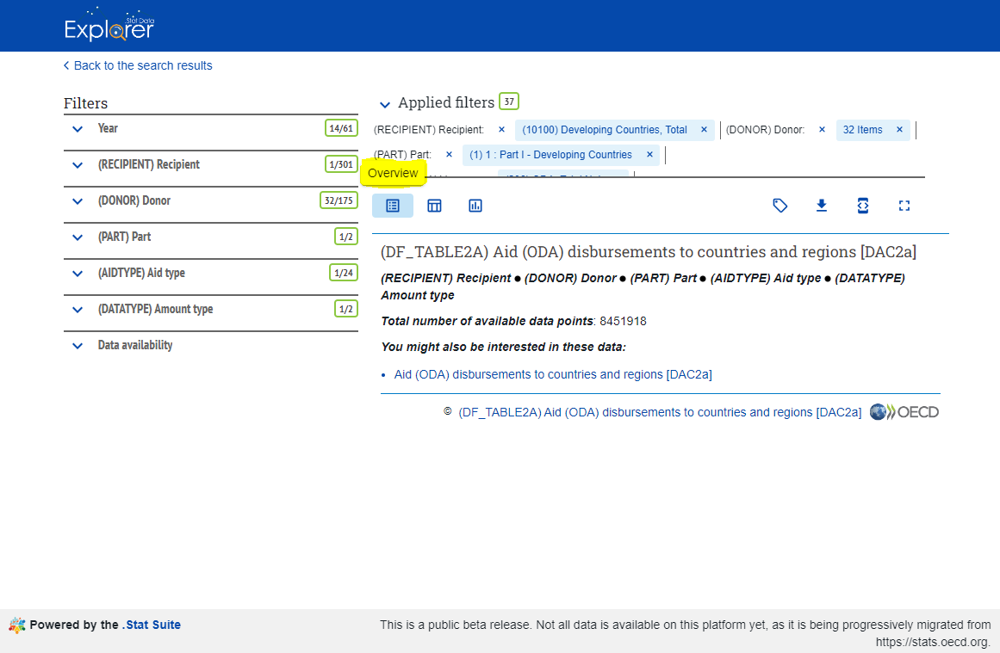 .Stat Data
Explorer
Back to the search results
Filters
Year 14/61
(RECIPIENT) Recipient 1/301
(DONOR) Donor 32/175
(PART) Part 1/2
(AIDTYPE) Aid type 1/24
(DATATYPE) Amount type 1/2
Data availability
Applied filters 37
(RECIPIENT) Recipient: × (10100) Developing Countries, Total × (DONOR) Donor: × 32 Items ×
(PART) Part: × (1) 1 : Part I - Developing Countries ×
Overview
(DF_TABLE2A) Aid (ODA) disbursements to countries and regions [DAC2a]
(RECIPIENT) Recipient ● (DONOR) Donor ● (PART) Part ● (AIDTYPE) Aid type ● (DATATYPE)
Amount type
Total number of available data points: 8451918
You might also be interested in these data:
• Aid (ODA) disbursements to countries and regions [DAC2a]
© (DF_TABLE2A) Aid (ODA) disbursements to countries and regions [DAC2a] OECD
Powered by the .Stat Suite
This is a public beta release. Not all data is available on this platform yet, as it is being progressively migrated from
https://stats.oecd.org.